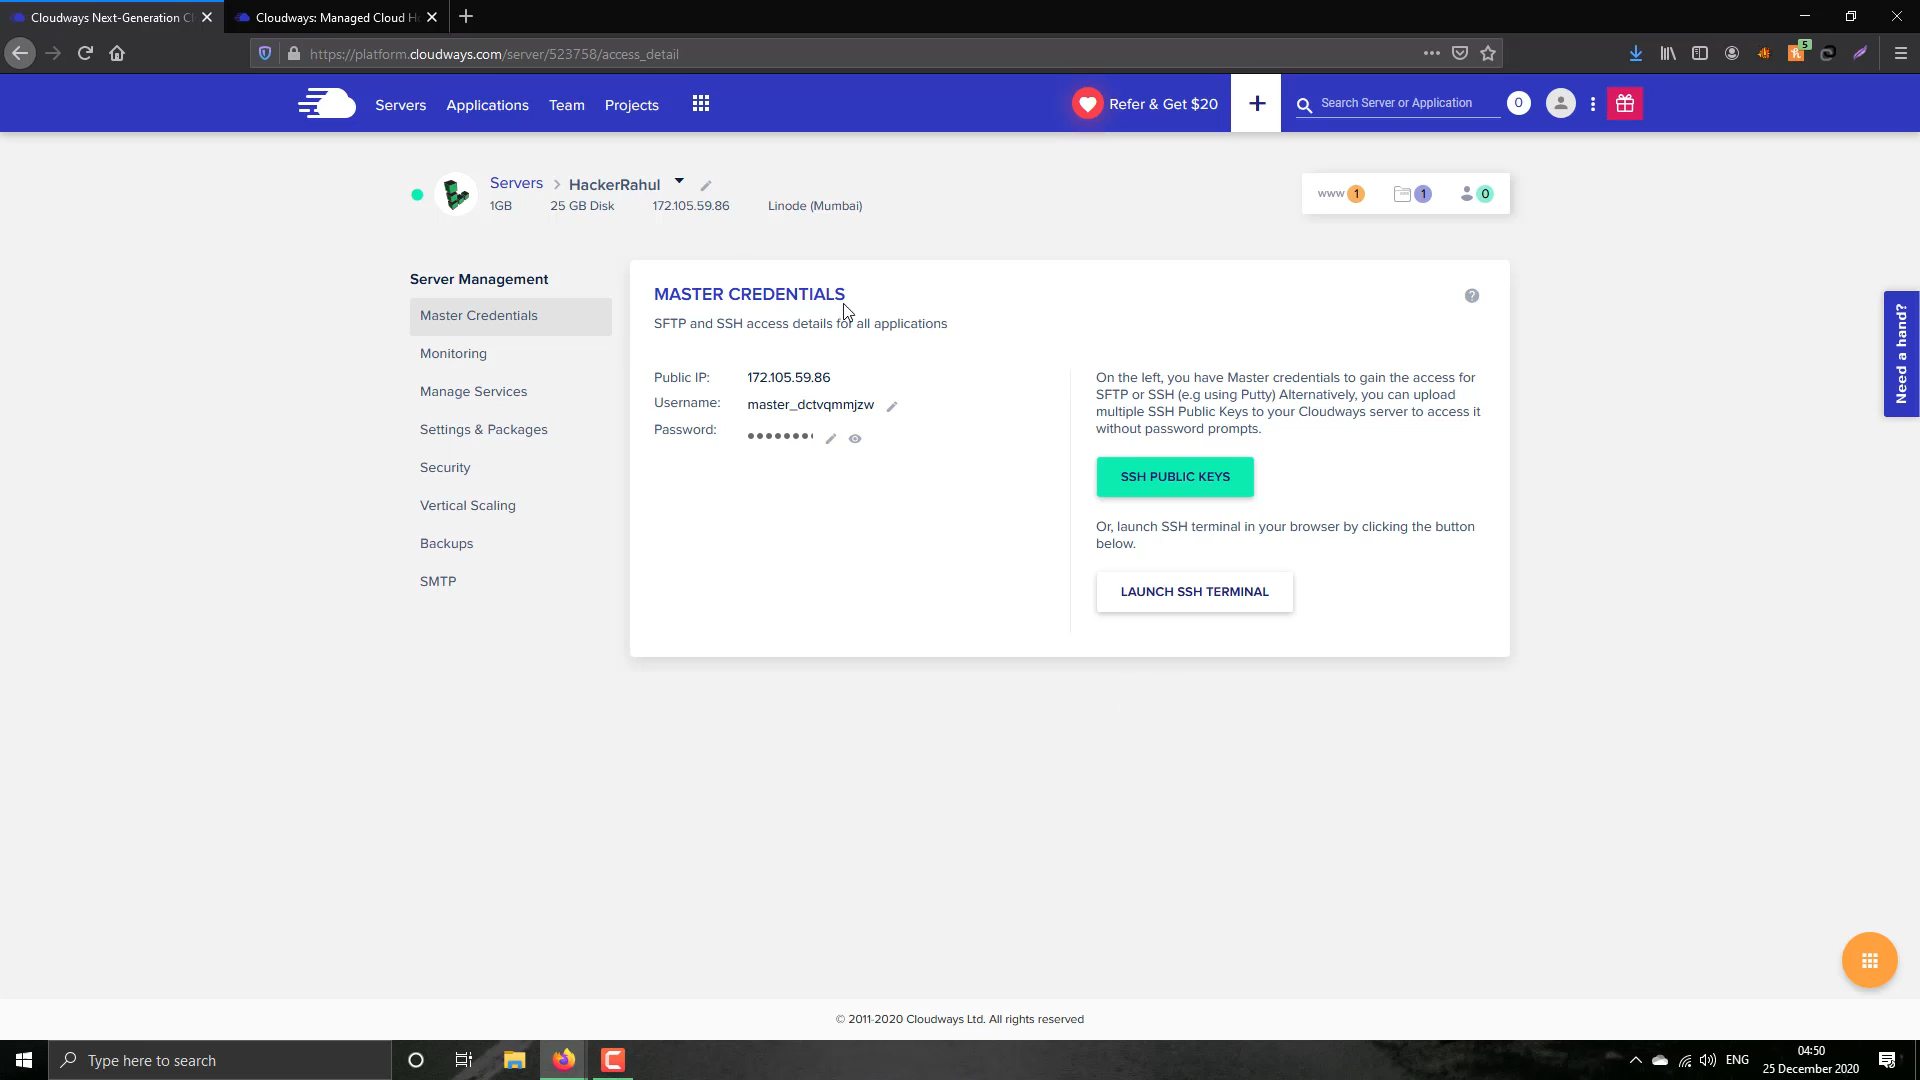 Cloudways Next-Generation Cl
Cloudways: Managed Cloud H
https://platform.cloudways.com/server/523758/access_detail
5
Servers
Applications
Team
Projects
Refer & Get $20
+
Search Server or Application
0
Servers > HackerRahul
1GB
25 GB Disk
172.105.59.86
Linode (Mumbai)
www 1
1
0
Server Management
Master Credentials
Monitoring
Manage Services
Settings & Packages
Security
Vertical Scaling
Backups
SMTP
MASTER CREDENTIALS
SFTP and SSH access details for all applications
?
Public IP: 172.105.59.86
Username: master_dctvqmmjzw
Password: ••••••••
On the left, you have Master credentials to gain the access for
SFTP or SSH (e.g using Putty) Alternatively, you can upload
multiple SSH Public Keys to your Cloudways server to access it
without password prompts.
SSH PUBLIC KEYS
Or, launch SSH terminal in your browser by clicking the button
below.
LAUNCH SSH TERMINAL
Need a hand?
© 2011-2020 Cloudways Ltd. All rights reserved
Type here to search
ENG
04:50
25 December 2020